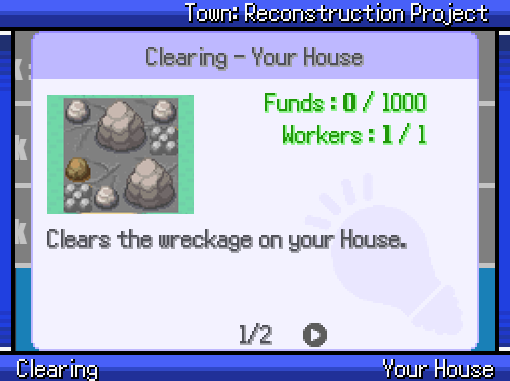 Town: Reconstruction Project
Clearing - Your House
Funds : 0 / 1000
Workers : 1 / 1
Clears the wreckage on your House.
1/2
Clearing
Your House